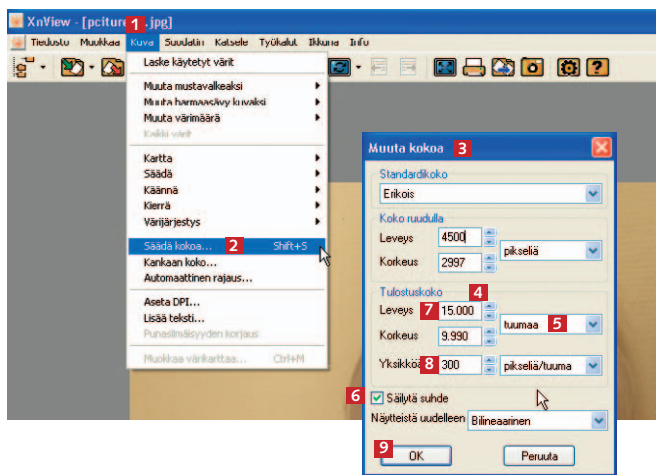 XnView - [pciture .jpg]
1
Tiedosto Muokkaa Kuva Suodatin Katsele Työkalut Ikkuna Info
Laske käytetyt värit
Muuta mustavalkeaksi
Muuta harmaasävy kuvaksi
Muuta värimäärä
Kaikki värit
Kartta
Säädä
Käännä
Kierrä
Värijärjestys
Säädä kokoa... 2 Shift+S
Kankaan koko...
Automaattinen rajaus...
Aseta DPI...
Lisää teksti...
Punasilmäisyyden korjaus
Muokkaa värikarttaa... Ctrl+M
Muuta kokoa 3
Standardikoko
Erikois
Koko ruudulla
Leveys 4500
pikseliä
Korkeus 2997
Tulostuskoko 4
Leveys 7 15.000
tuumaa 5
Korkeus 9.990
Yksikköä 8 300 pikseliä/tuuma
6 Säilytä suhde
Näytteistä uudelleen Bilineaarinen
9 OK Peruuta